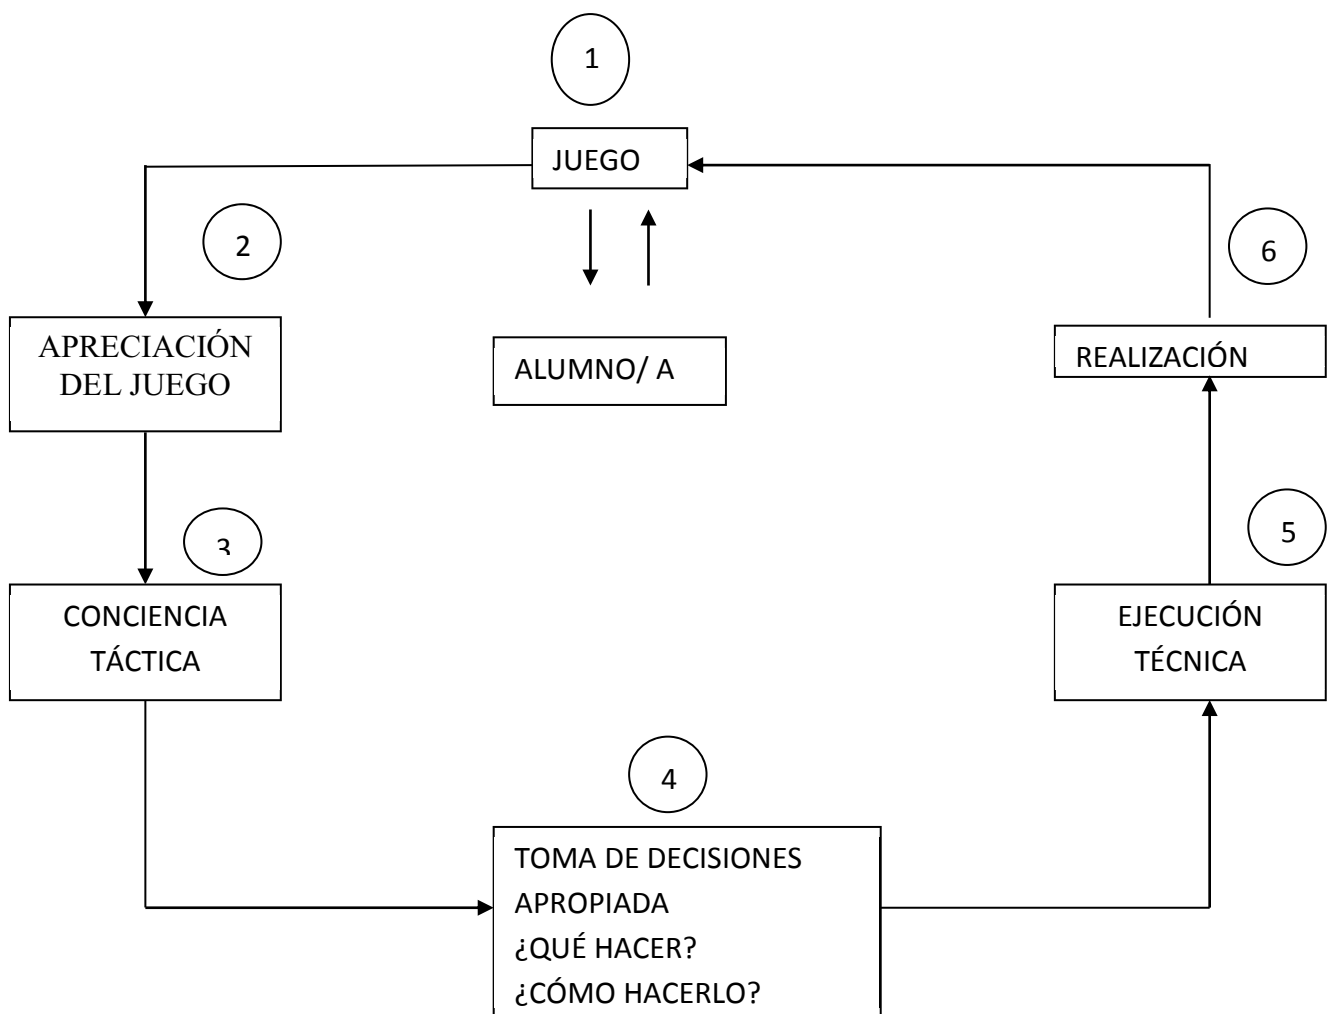 1
JUEGO
2
6
APRECIACIÓN
DEL JUEGO
ALUMNO/ A
REALIZACIÓN
3
5
CONCIENCIA
TÁCTICA
EJECUCIÓN
TÉCNICA
4
TOMA DE DECISIONES
APROPIADA
¿QUÉ HACER?
¿CÓMO HACERLO?